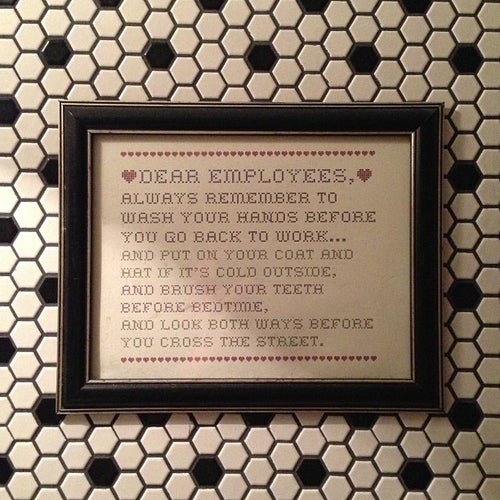 DEAR EMPLOYEES,
ALWAYS REMEMBER TO
WASH YOUR HANDS BEFORE
YOU GO BACK TO WORK...
AND PUT ON YOUR COAT AND
HAT IF IT'S COLD OUTSIDE,
AND BRUSH YOUR TEETH
BEFORE BEDTIME,
AND LOOK BOTH WAYS BEFORE
YOU CROSS THE STREET.